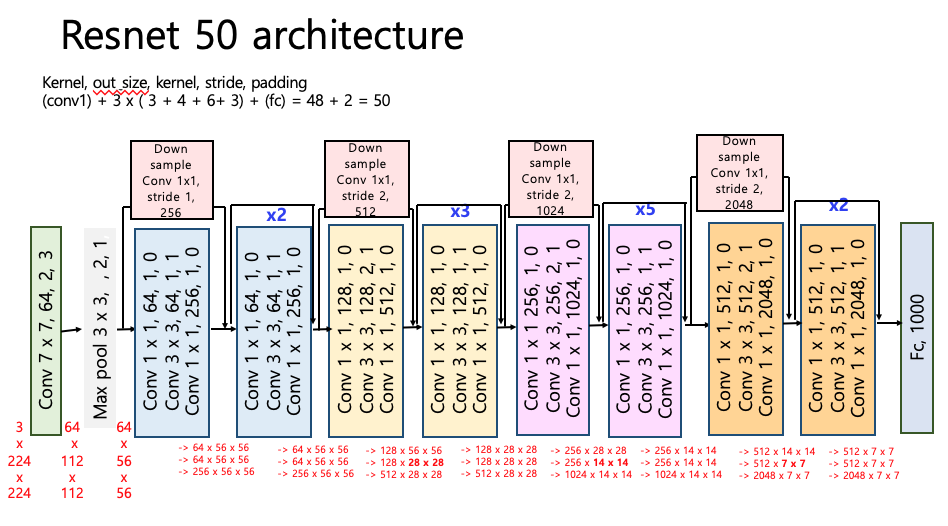 Resnet 50 architecture
Kernel, out size, kernel, stride, padding
(conv1) + 3 x ( 3 + 4 + 6+ 3) + (fc) = 48 + 2 = 50
Down
sample
Conv 1x1,
stride 1,
256
Down
sample
Conv 1x1,
stride 2,
512
Down
sample
Conv 1x1,
stride 2,
1024
Down
sample
Conv 1x1,
stride 2,
2048
x2
x3
x5
x2
Conv 7 x 7, 64, 2, 3
Max pool 3 x 3,  , 2, 1,
Conv 1 x 1, 64, 1, 0
Conv 3 x 3, 64, 1, 1
Conv 1 x 1, 256, 1, 0
Conv 1 x 1, 64, 1, 0
Conv 3 x 3, 64, 1, 1
Conv 1 x 1, 256, 1, 0
Conv 1 x 1, 128, 1, 0
Conv 3 x 3, 128, 2, 1
Conv 1 x 1, 512, 1, 0
Conv 1 x 1, 128, 1, 0
Conv 3 x 3, 128, 1, 1
Conv 1 x 1, 512, 1, 0
Conv 1 x 1 256, 1, 0
Conv 3 x 3, 256, 2, 1
Conv 1 x 1, 1024, 1, 0
Conv 1 x 1, 256, 1, 0
Conv 3 x 3, 256, 1, 1
Conv 1 x 1, 1024, 1, 0
Conv 1 x 1, 512, 1, 0
Conv 3 x 3, 512, 2, 1
Conv 1 x 1, 2048, 1, 0
Conv 1 x 1, 512, 1, 0
Conv 3 x 3, 512, 1, 1
Conv 1 x 1, 2048, 1, 0
Fc, 1000
3
x
224
x
224
64
x
112
x
112
64
x
56
x
56
-> 64 x 56 x 56
-> 64 x 56 x 56
-> 256 x 56 x 56
-> 64 x 56 x 56
-> 64 x 56 x 56
-> 256 x 56 x 56
-> 128 x 56 x 56
-> 128 x 28 x 28
-> 512 x 28 x 28
-> 128 x 28 x 28
-> 128 x 28 x 28
-> 512 x 28 x 28
-> 256 x 28 x 28
-> 256 x 14 x 14
-> 1024 x 14 x 14
-> 256 x 14 x 14
-> 256 x 14 x 14
-> 1024 x 14 x 14
-> 512 x 14 x 14
-> 512 x 7 x 7
-> 2048 x 7 x 7
-> 512 x 7 x 7
-> 512 x 7 x 7
-> 2048 x 7 x 7